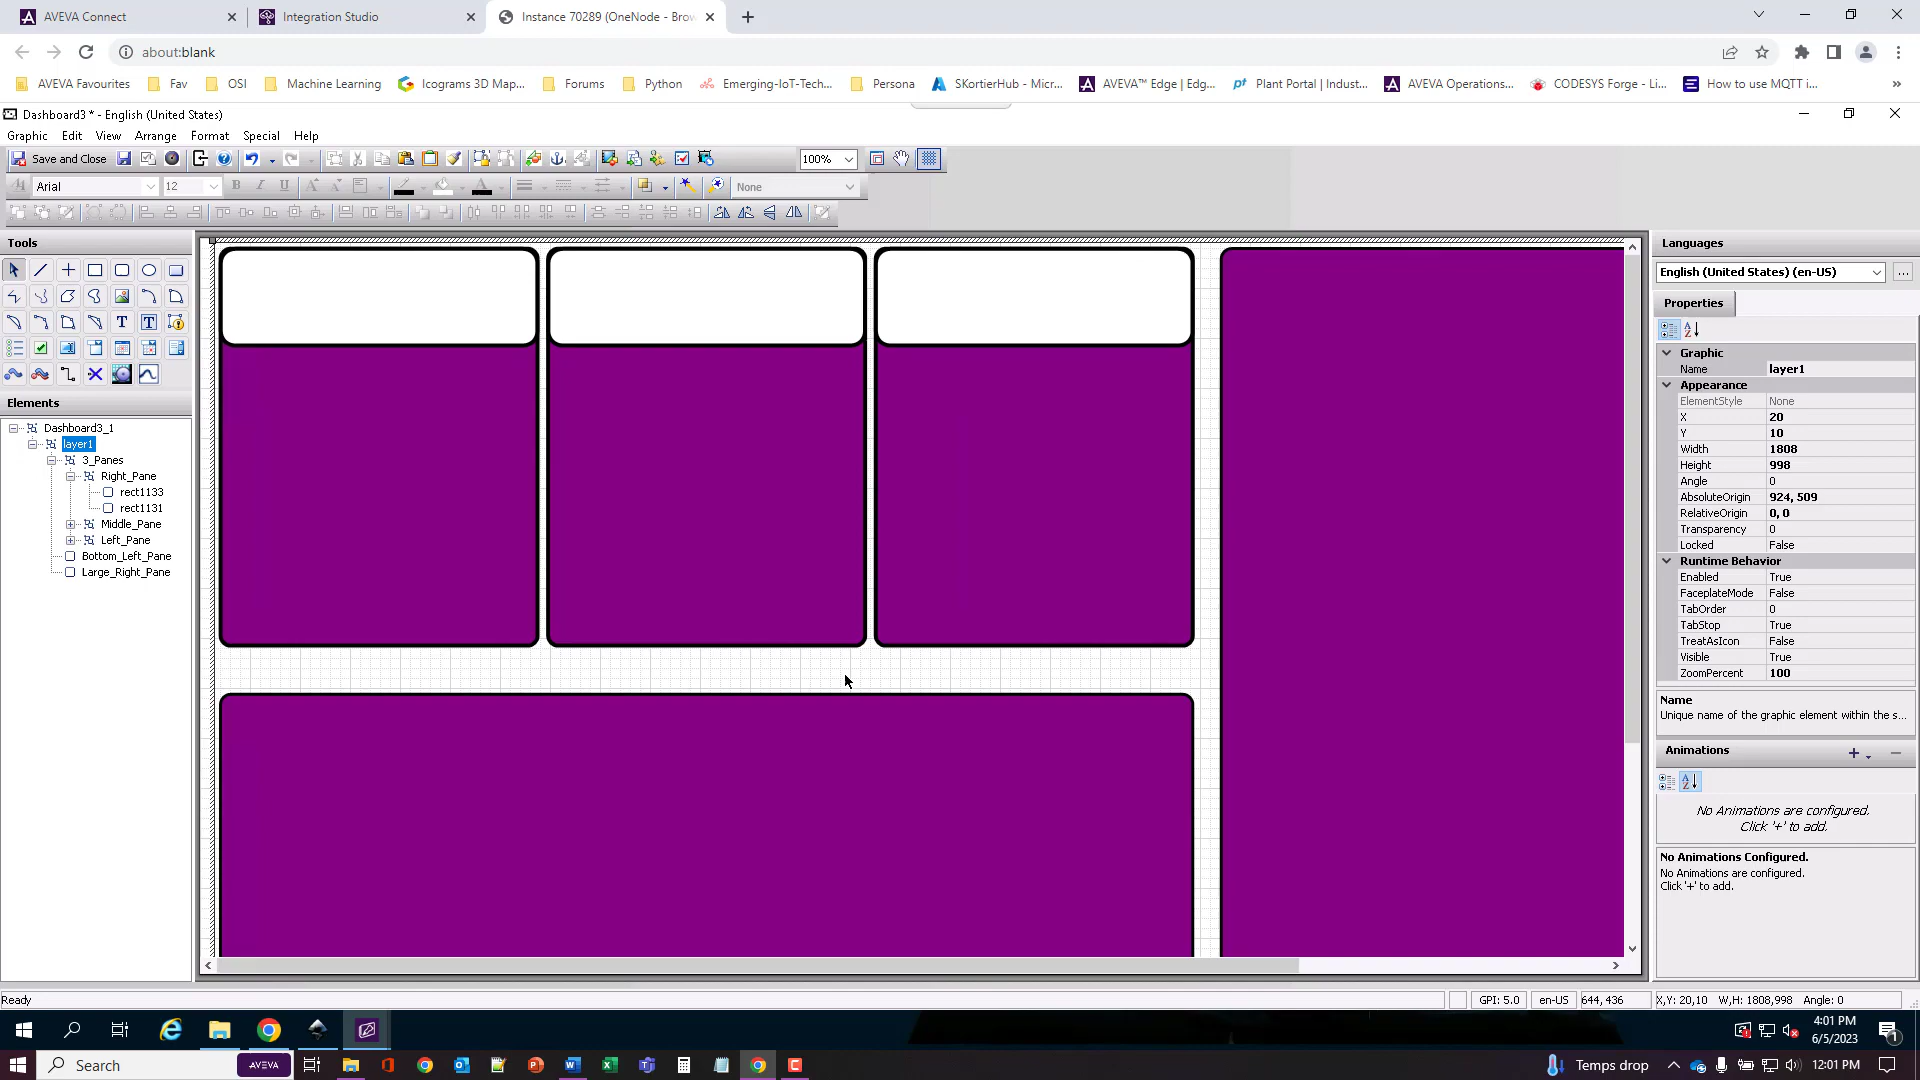 AVEVA Connect
Integration Studio
Instance 70289 (OneNode - Brow
about:blank
AVEVA Favourites
Fav
OSI
Machine Learning
Icograms 3D Map...
Forums
Python
Emerging-IoT-Tech...
Persona
SKortierHub - Micr...
AVEVA™ Edge | Edg...
Plant Portal | Indust...
AVEVA Operations...
CODESYS Forge - Li...
How to use MQTT i...
»
Dashboard3 * - English (United States)
Graphic Edit View Arrange Format Special Help
Save and Close
100%
Arial
12
B I U
None
Tools
Elements
Dashboard3_1
layer1
3_Panes
Right_Pane
rect1133
rect1131
Middle_Pane
Left_Pane
Bottom_Left_Pane
Large_Right_Pane
Languages
English (United States) (en-US)
...
Properties
Graphic
Name layer1
Appearance
ElementStyle None
X 20
Y 10
Width 1808
Height 998
Angle 0
AbsoluteOrigin 924, 509
RelativeOrigin 0, 0
Transparency 0
Locked False
Runtime Behavior
Enabled True
FaceplateMode False
TabOrder 0
TabStop True
TreatAsIcon False
Visible True
ZoomPercent 100
Name
Unique name of the graphic element within the s...
Animations
No Animations are configured.
Click '+' to add.
No Animations Configured.
No Animations are configured.
Click '+' to add.
Ready
GPI: 5.0
en-US
644, 436
X,Y: 20,10 W,H: 1808,998 Angle: 0
4:01 PM
6/5/2023
1
Search
AVEVA
Temps drop
12:01 PM